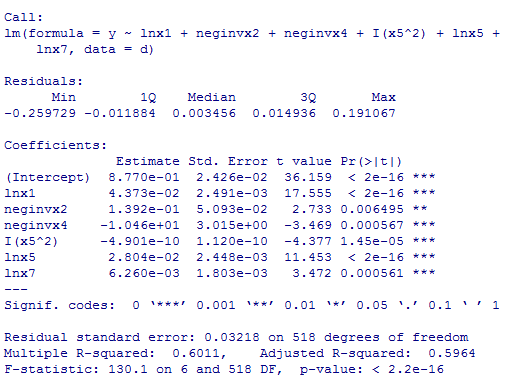 Call:
lm(formula = y ~ lnx1 + neginvx2 + neginvx4 + I(x5^2) + lnx5 +
    lnx7, data = d)

Residuals:
      Min        1Q    Median        3Q       Max
-0.259729 -0.011884  0.003456  0.014936  0.191067

Coefficients:
              Estimate Std. Error t value Pr(>|t|)
(Intercept)  8.770e-01  2.426e-02  36.159  < 2e-16 ***
lnx1         4.373e-02  2.491e-03  17.555  < 2e-16 ***
neginvx2     1.392e-01  5.093e-02   2.733 0.006495 **
neginvx4    -1.046e+01  3.015e+00  -3.469 0.000567 ***
I(x5^2)     -4.901e-10  1.120e-10  -4.377 1.45e-05 ***
lnx5         2.804e-02  2.448e-03  11.453  < 2e-16 ***
lnx7         6.260e-03  1.803e-03   3.472 0.000561 ***
---
Signif. codes:  0 ‘***’ 0.001 ‘**’ 0.01 ‘*’ 0.05 ‘.’ 0.1 ‘ ’ 1

Residual standard error: 0.03218 on 518 degrees of freedom
Multiple R-squared:  0.6011,    Adjusted R-squared:  0.5964
F-statistic: 130.1 on 6 and 518 DF,  p-value: < 2.2e-16